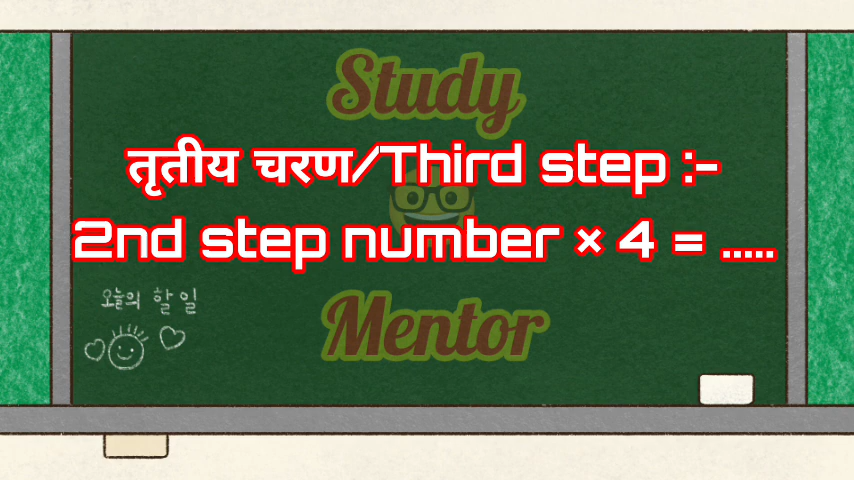 Study
तृतीय चरण/Third step :-
2nd step number × 4 = .....
오늘의 할 일
Mentor